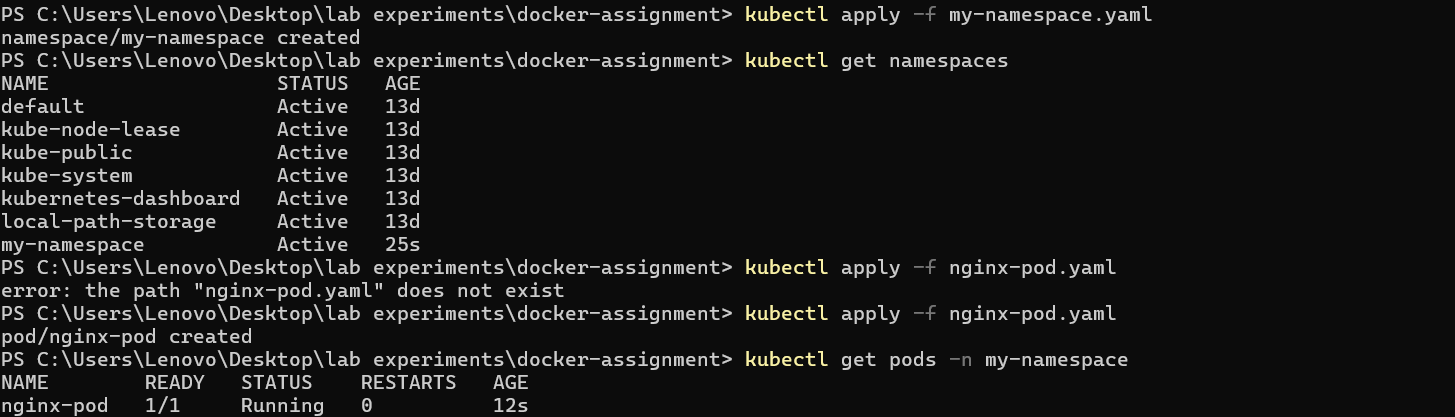 PS C:\Users\Lenovo\Desktop\lab experiments\docker-assignment> kubectl apply -f my-namespace.yaml
namespace/my-namespace created
PS C:\Users\Lenovo\Desktop\lab experiments\docker-assignment> kubectl get namespaces
NAME                   STATUS   AGE
default                Active   13d
kube-node-lease        Active   13d
kube-public            Active   13d
kube-system            Active   13d
kubernetes-dashboard   Active   13d
local-path-storage     Active   13d
my-namespace           Active   25s
PS C:\Users\Lenovo\Desktop\lab experiments\docker-assignment> kubectl apply -f nginx-pod.yaml
error: the path "nginx-pod.yaml" does not exist
PS C:\Users\Lenovo\Desktop\lab experiments\docker-assignment> kubectl apply -f nginx-pod.yaml
pod/nginx-pod created
PS C:\Users\Lenovo\Desktop\lab experiments\docker-assignment> kubectl get pods -n my-namespace
NAME        READY   STATUS    RESTARTS   AGE
nginx-pod   1/1     Running   0          12s